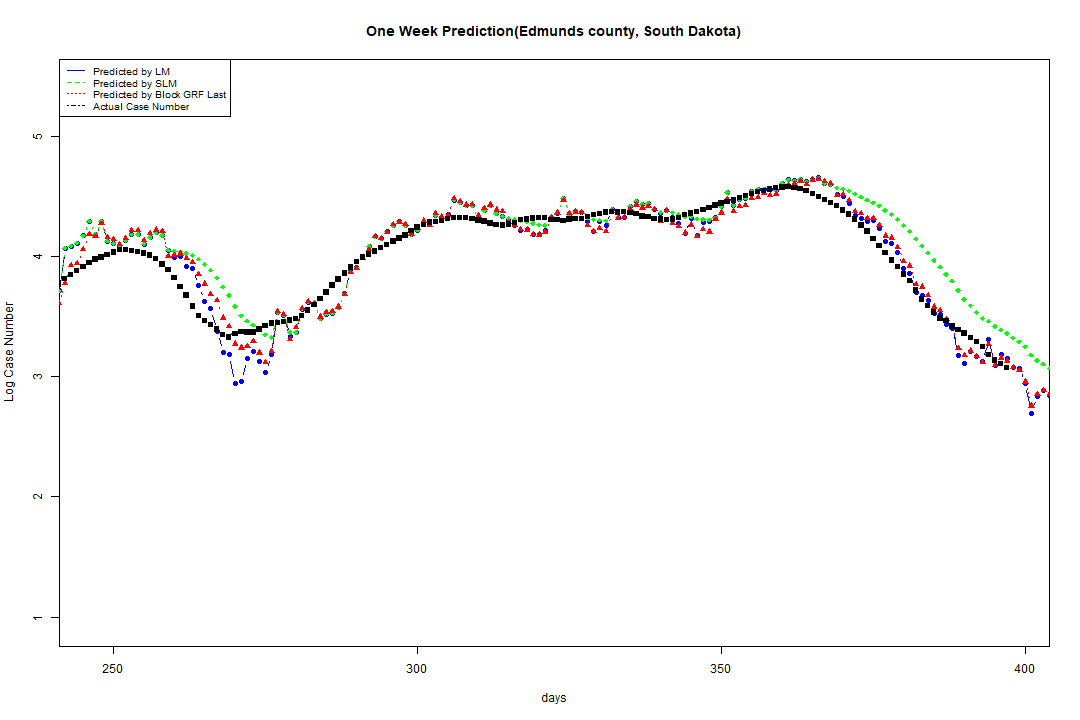 One Week Prediction(Edmunds county, South Dakota)
Predicted by LM
Predicted by SLM
Predicted by Block GRF Last
Actual Case Number
5
4
3
2
1
Log Case Number
250 300 350 400
days